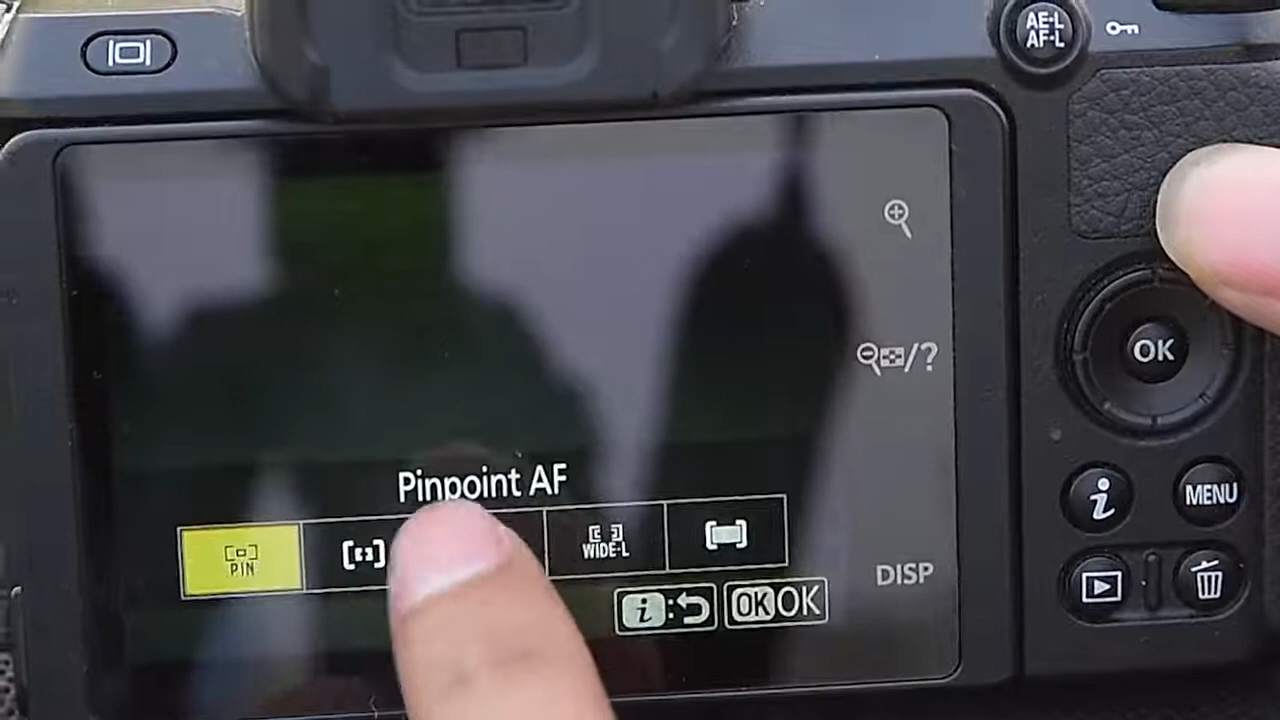 AE-L
AF-L
/?
OK
Pinpoint AF
PIN
WIDE-L
i
MENU
i: OK OK
DISP